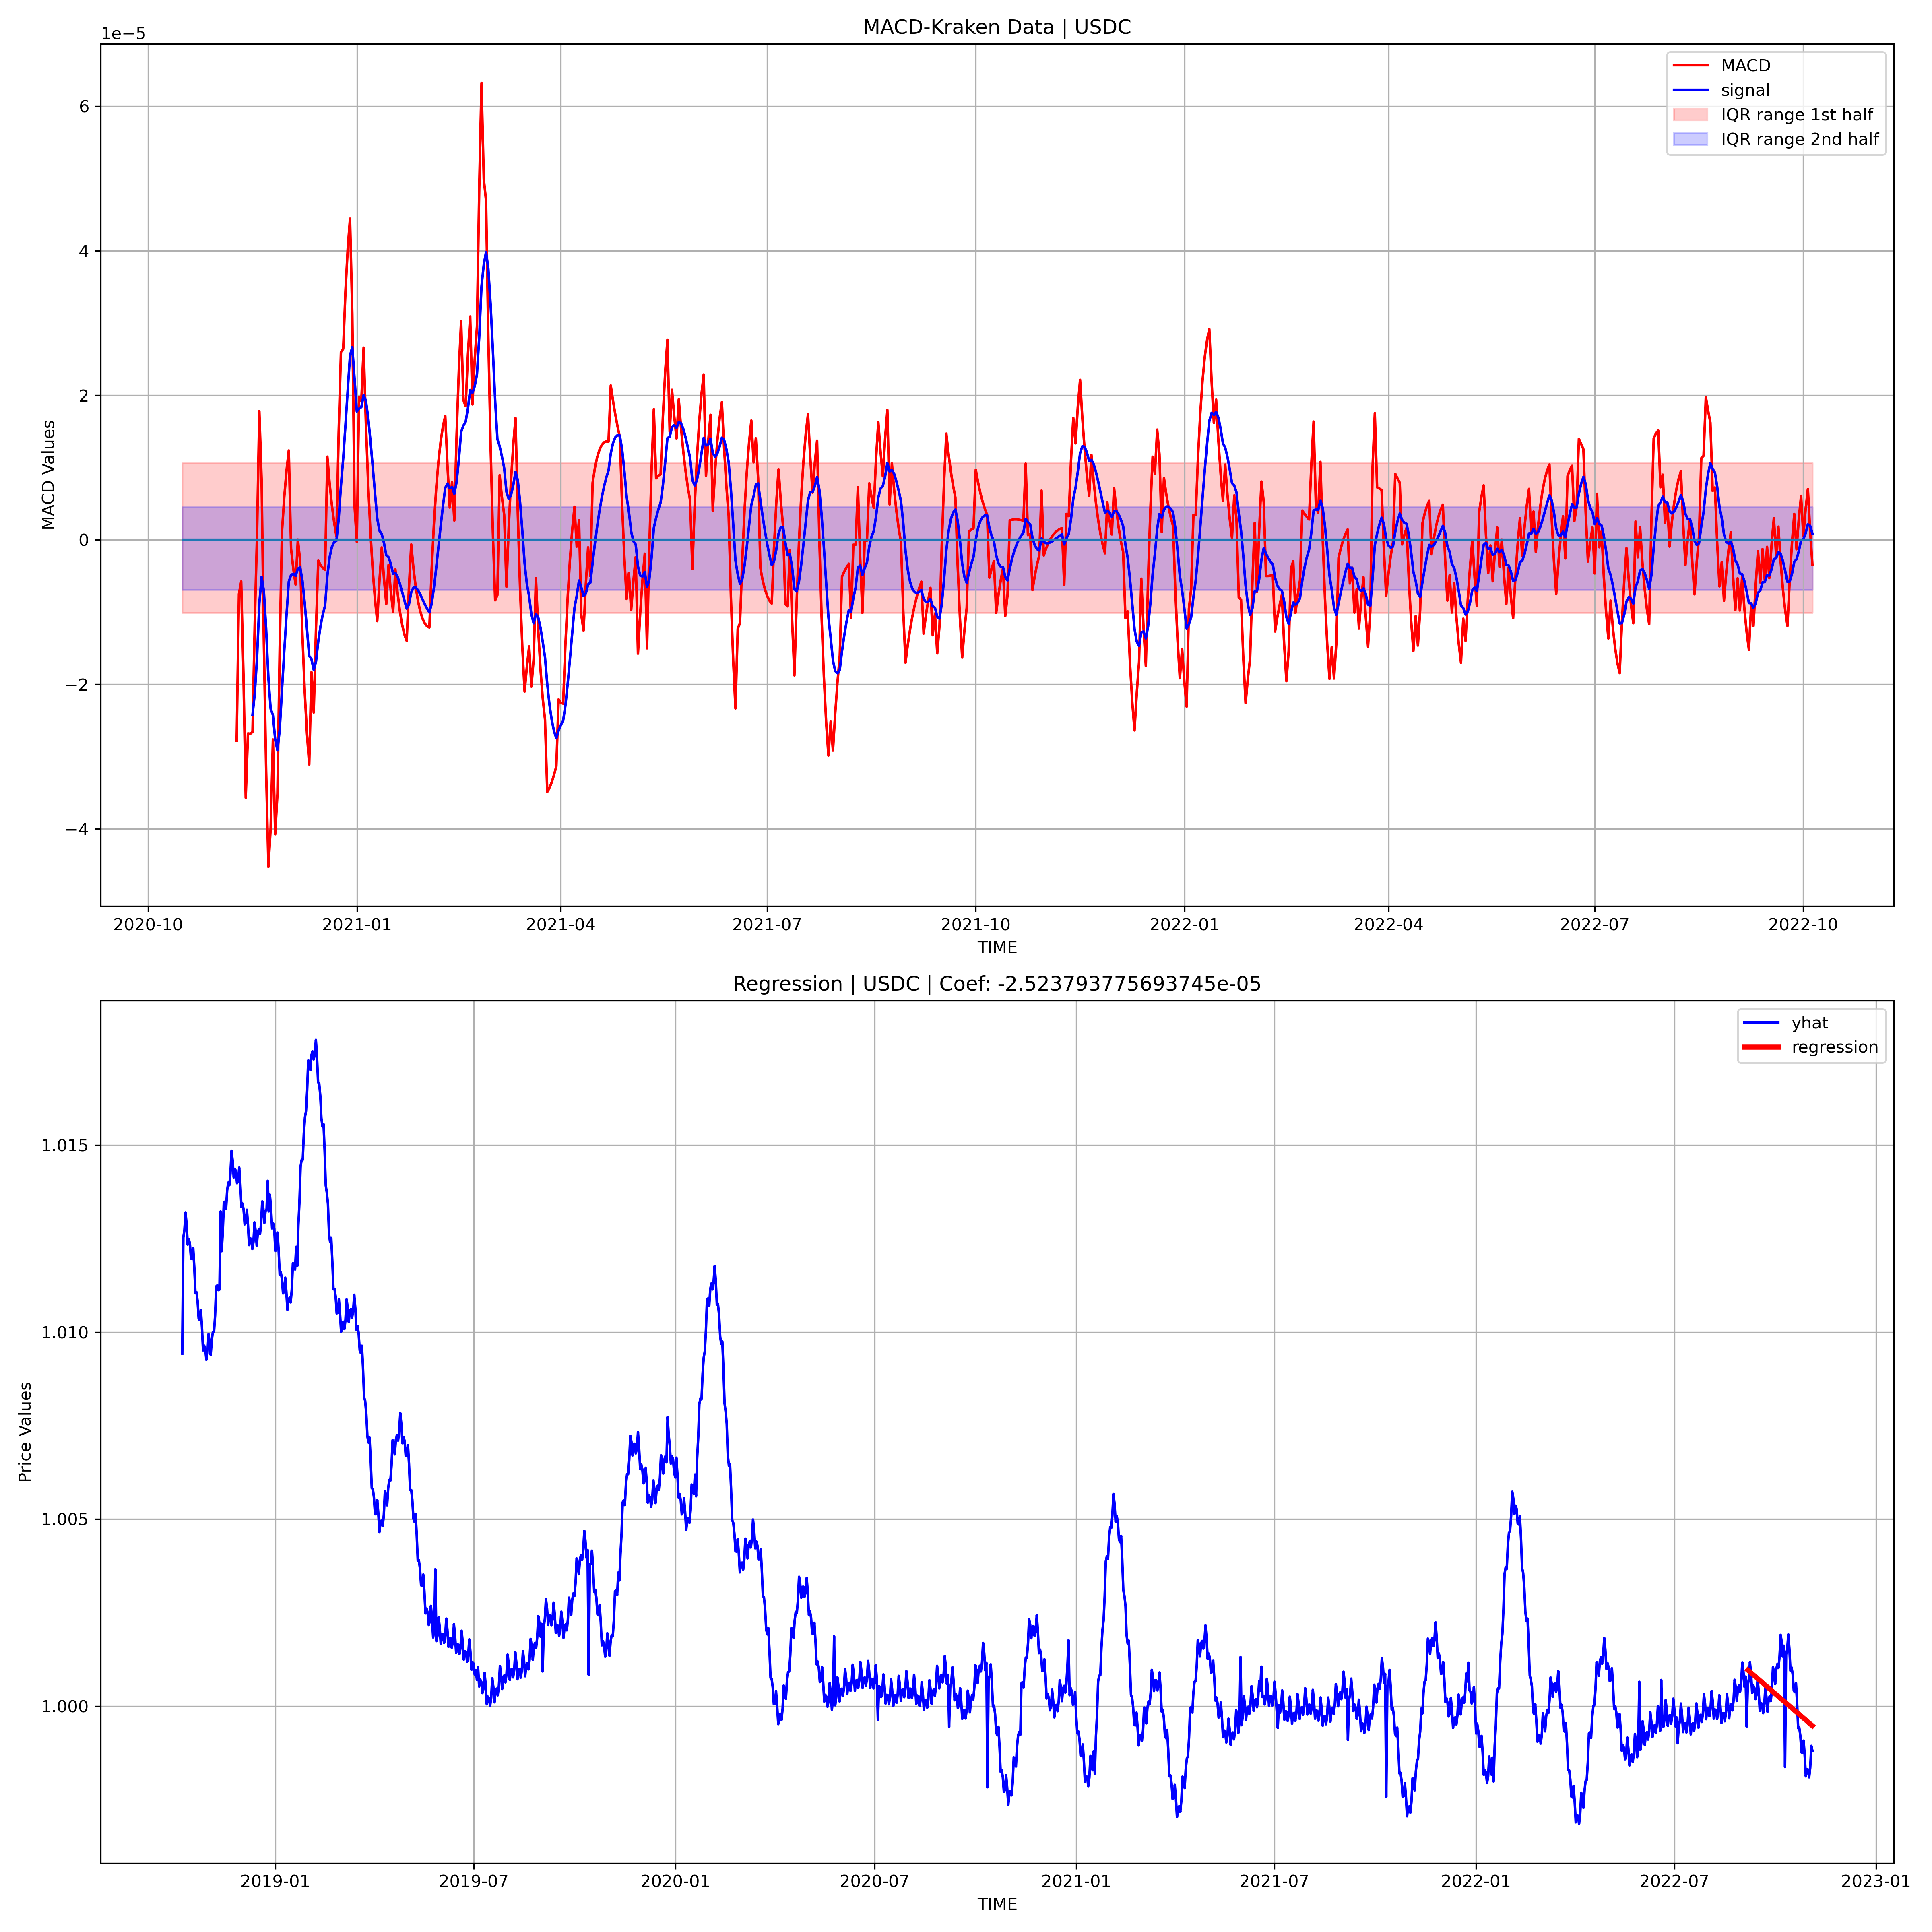 MACD-Kraken Data | USDC
1e−5
MACD
signal
IQR range 1st half
IQR range 2nd half
6
4
2
0
−2
−4
MACD Values
2020-10 2021-01 2021-04 2021-07 2021-10 2022-01 2022-04 2022-07 2022-10
TIME
Regression | USDC | Coef: -2.523793775693745e-05
yhat
regression
1.015
1.010
1.005
1.000
Price Values
2019-01 2019-07 2020-01 2020-07 2021-01 2021-07 2022-01 2022-07 2023-01
TIME